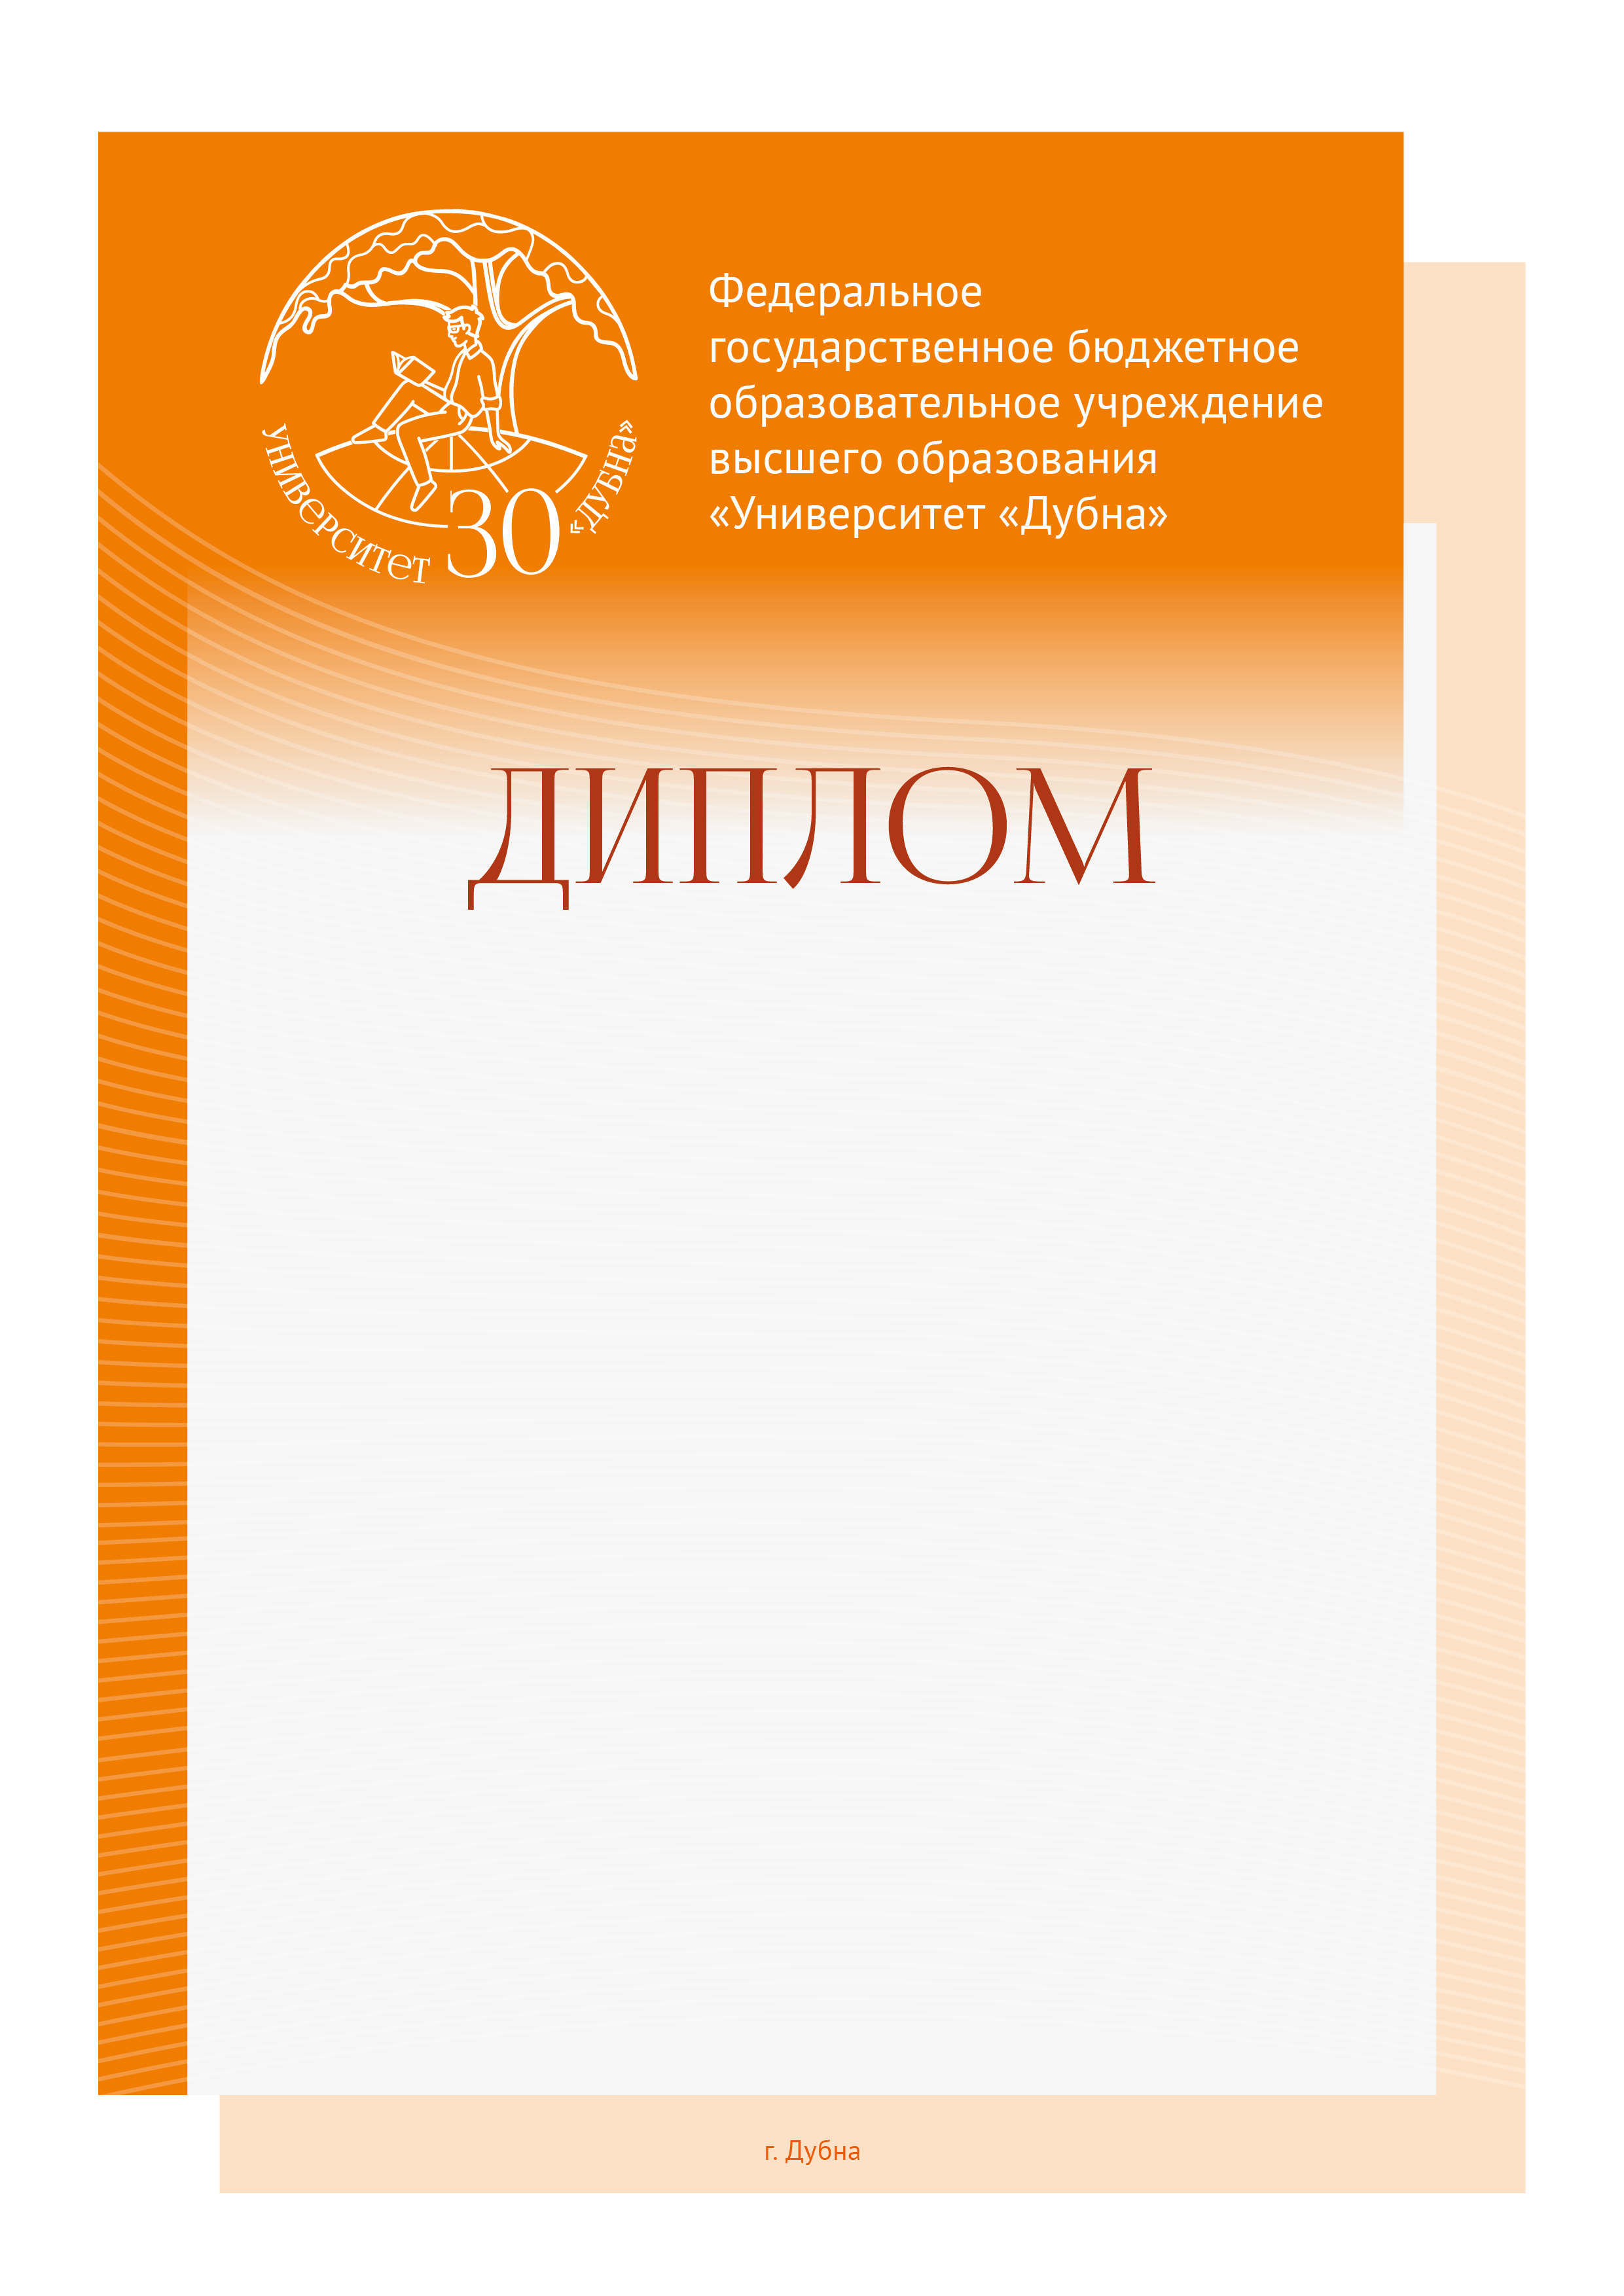 Федеральное
государственное бюджетное
образовательное учреждение
высшего образования
«Университет «Дубна»
университет 30 «Дубна»
ДИПЛОМ
г. Дубна